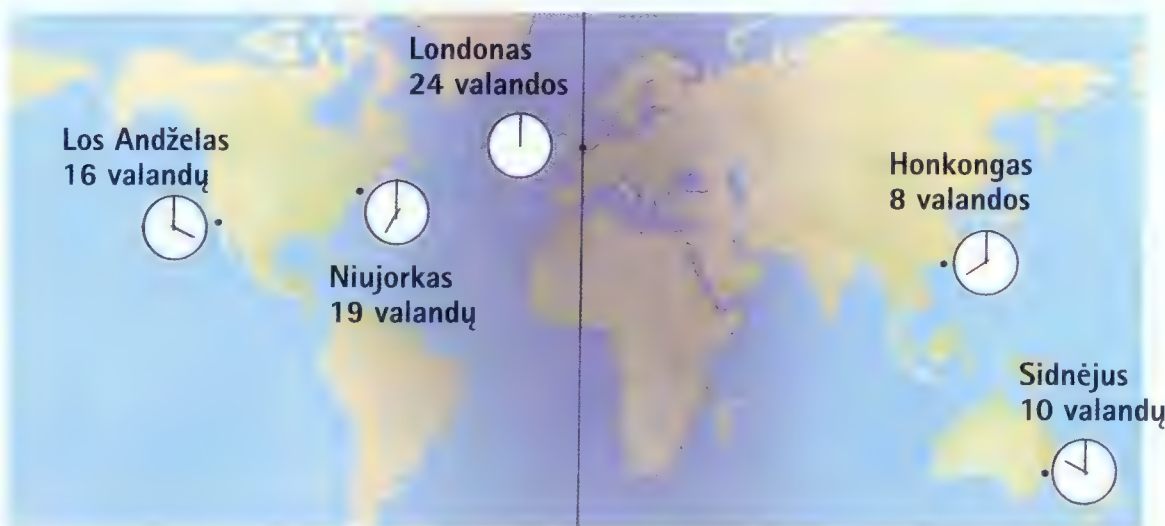 Londonas
24 valandos
Los Andželas
16 valandų
Niujorkas
19 valandų
Honkongas
8 valandos
Sidnėjus
10 valandų